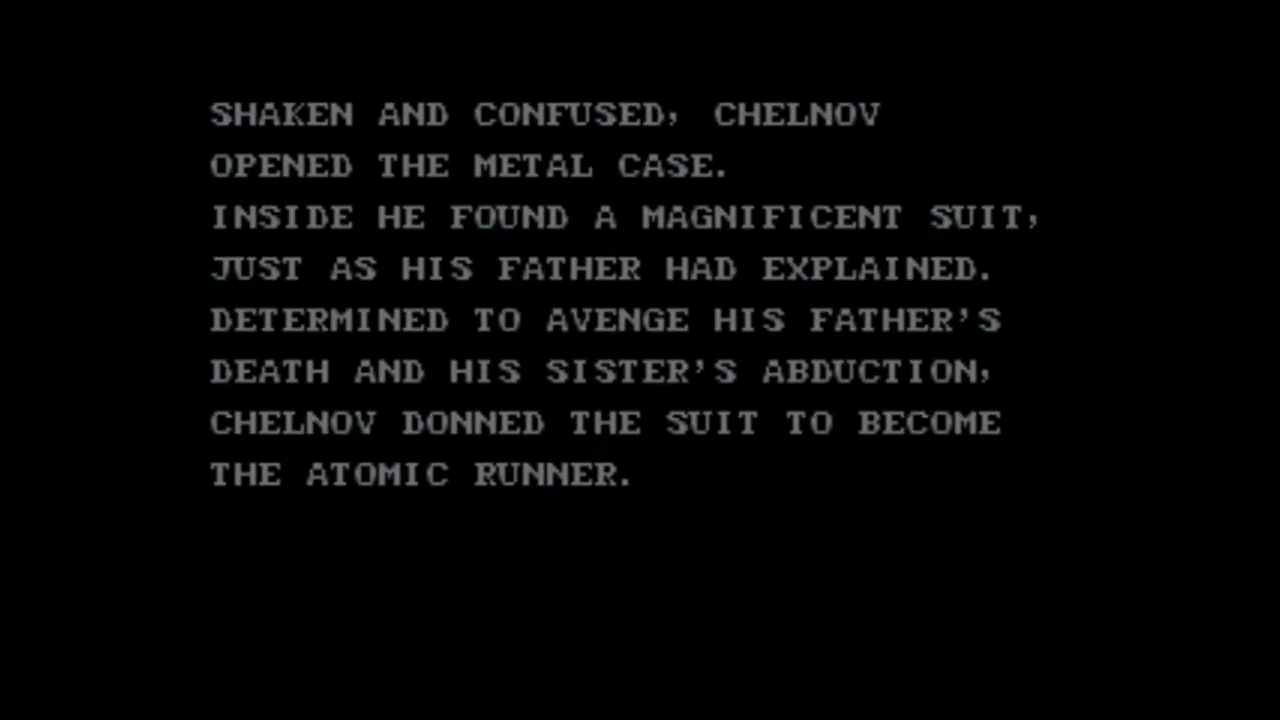 SHAKEN AND CONFUSED, CHELNOV
OPENED THE METAL CASE.
INSIDE HE FOUND A MAGNIFICENT SUIT,
JUST AS HIS FATHER HAD EXPLAINED.
DETERMINED TO AVENGE HIS FATHER'S
DEATH AND HIS SISTER'S ABDUCTION,
CHELNOV DONNED THE SUIT TO BECOME
THE ATOMIC RUNNER.